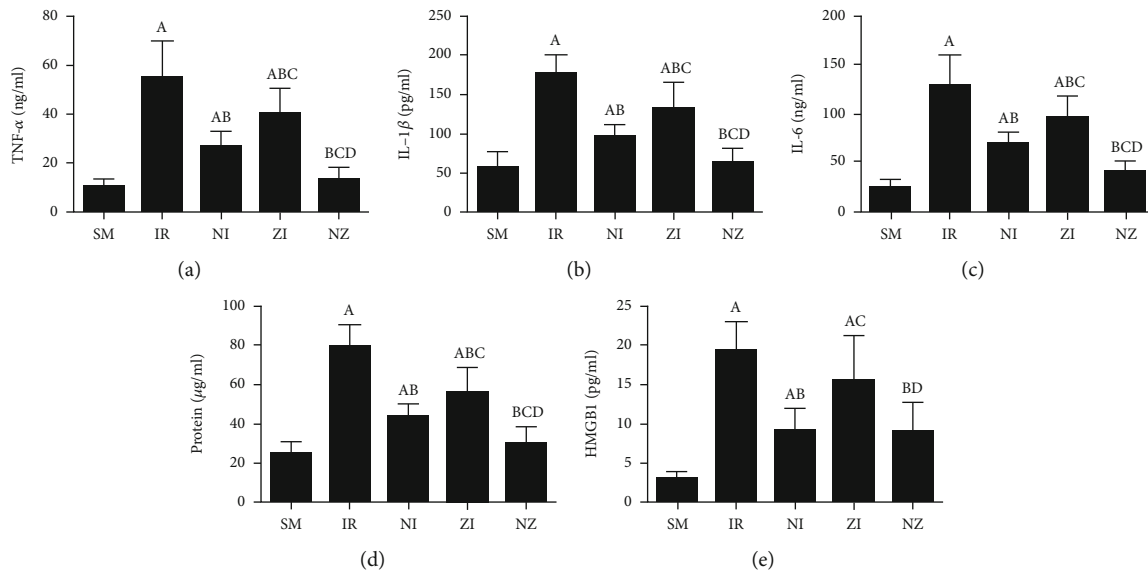 TNF-α (ng/ml)
80
60
40
20
0
A
AB
ABC
BCD
SM IR NI ZI NZ
(a)
IL−1β (pg/ml)
250
200
150
100
50
0
A
AB
ABC
BCD
SM IR NI ZI NZ
(b)
IL-6 (ng/ml)
200
150
100
50
0
A
AB
ABC
BCD
SM IR NI ZI NZ
(c)
Protein (μg/ml)
100
80
60
40
20
0
A
AB
ABC
BCD
SM IR NI ZI NZ
(d)
HMGB1 (pg/ml)
25
20
15
10
5
0
A
AB
AC
BD
SM IR NI ZI NZ
(e)